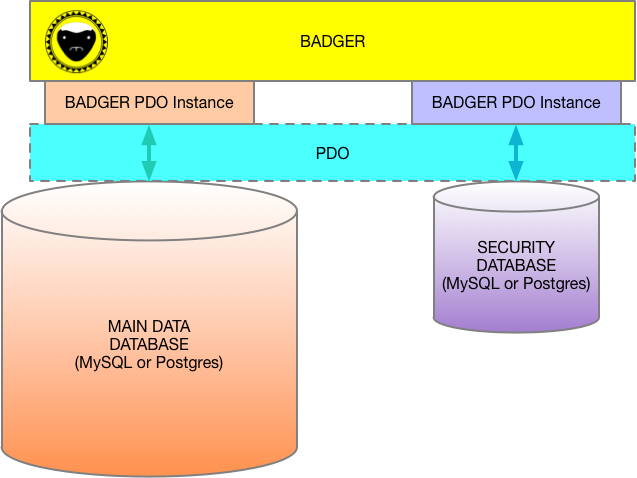 BADGER
BADGER PDO Instance
BADGER PDO Instance
PDO
SECURITY
DATABASE
(MySQL or Postgres)
MAIN DATA
DATABASE
(MySQL or Postgres)